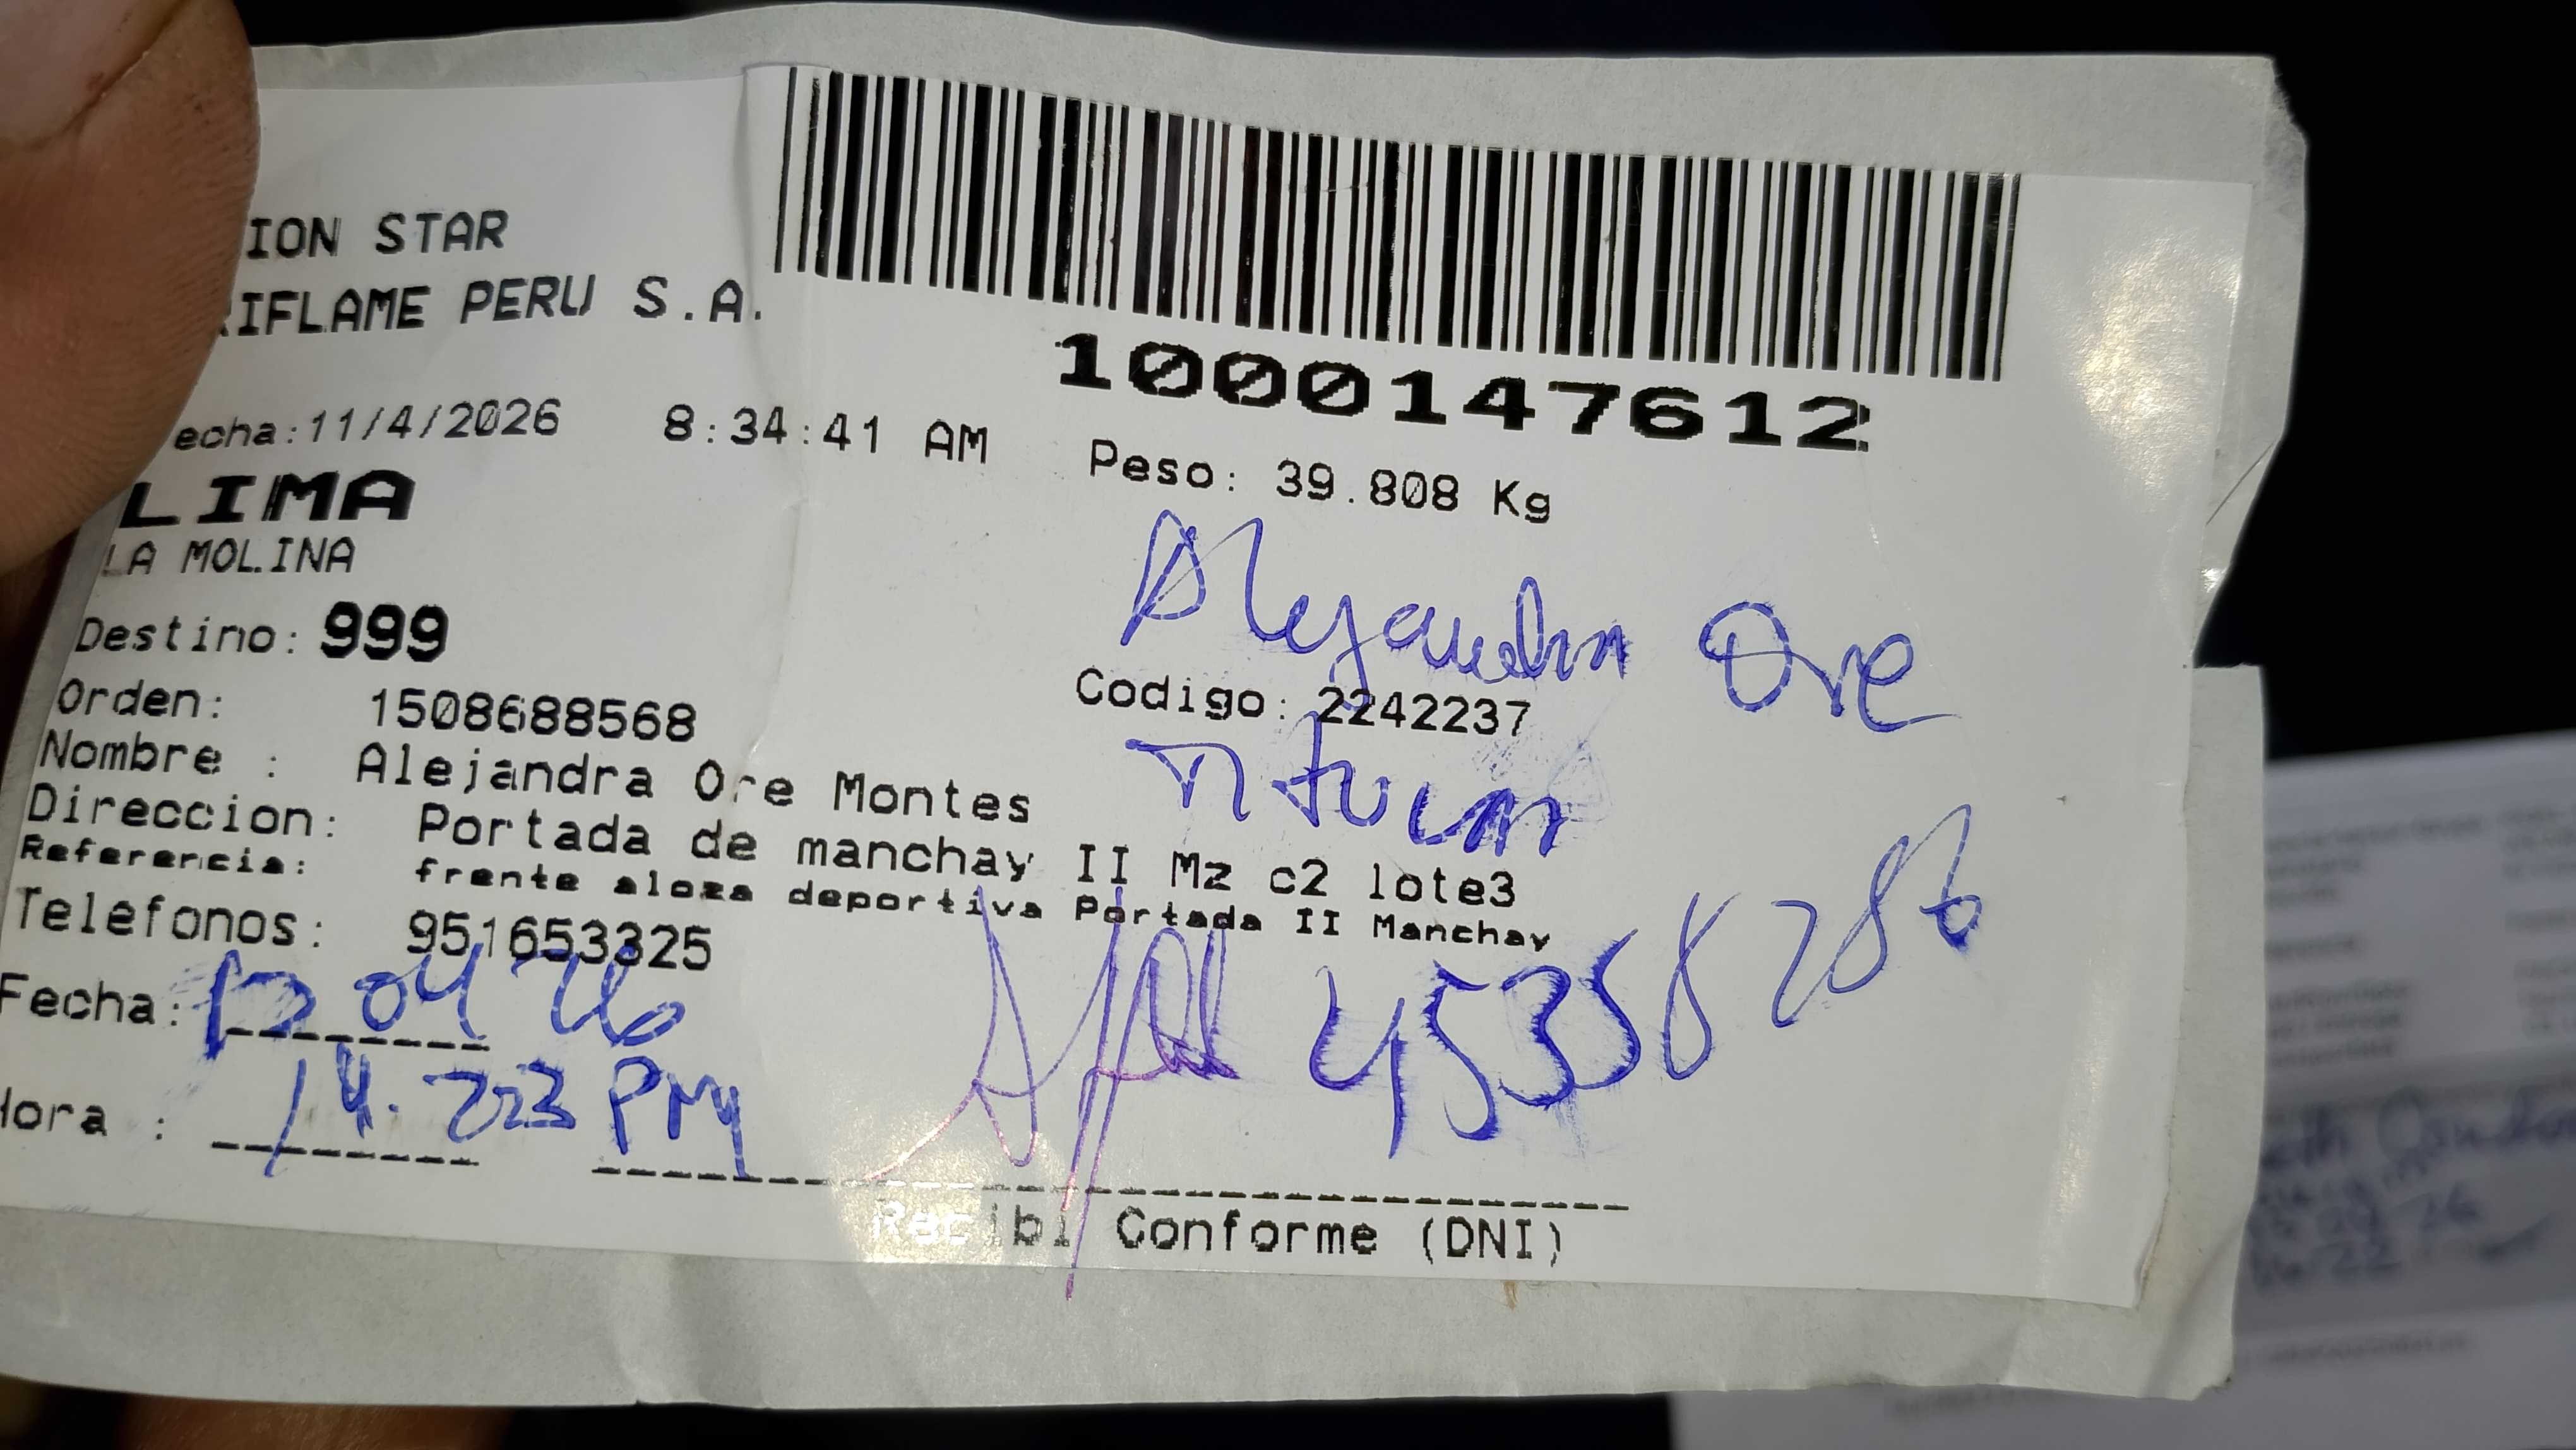 ION STAR
RIFLAME PERU S.A.
echa:11/4/2026 8:34:41 AM
1000147612
Peso: 39.808 Kg
LIMA
LA MOLINA
Destino: 999
Alejandra Ore
Orden: 1508688568
Codigo: 2242237
Titular
Nombre : Alejandra Ore Montes
Direccion: Portada de manchay II Mz c2 lote3
Referencia: frente aloza deportiva Portada II Manchay
Telefonos: 951653325
Fecha: 04 26
45358286
Hora : 14. PM
Recibi Conforme (DNI)